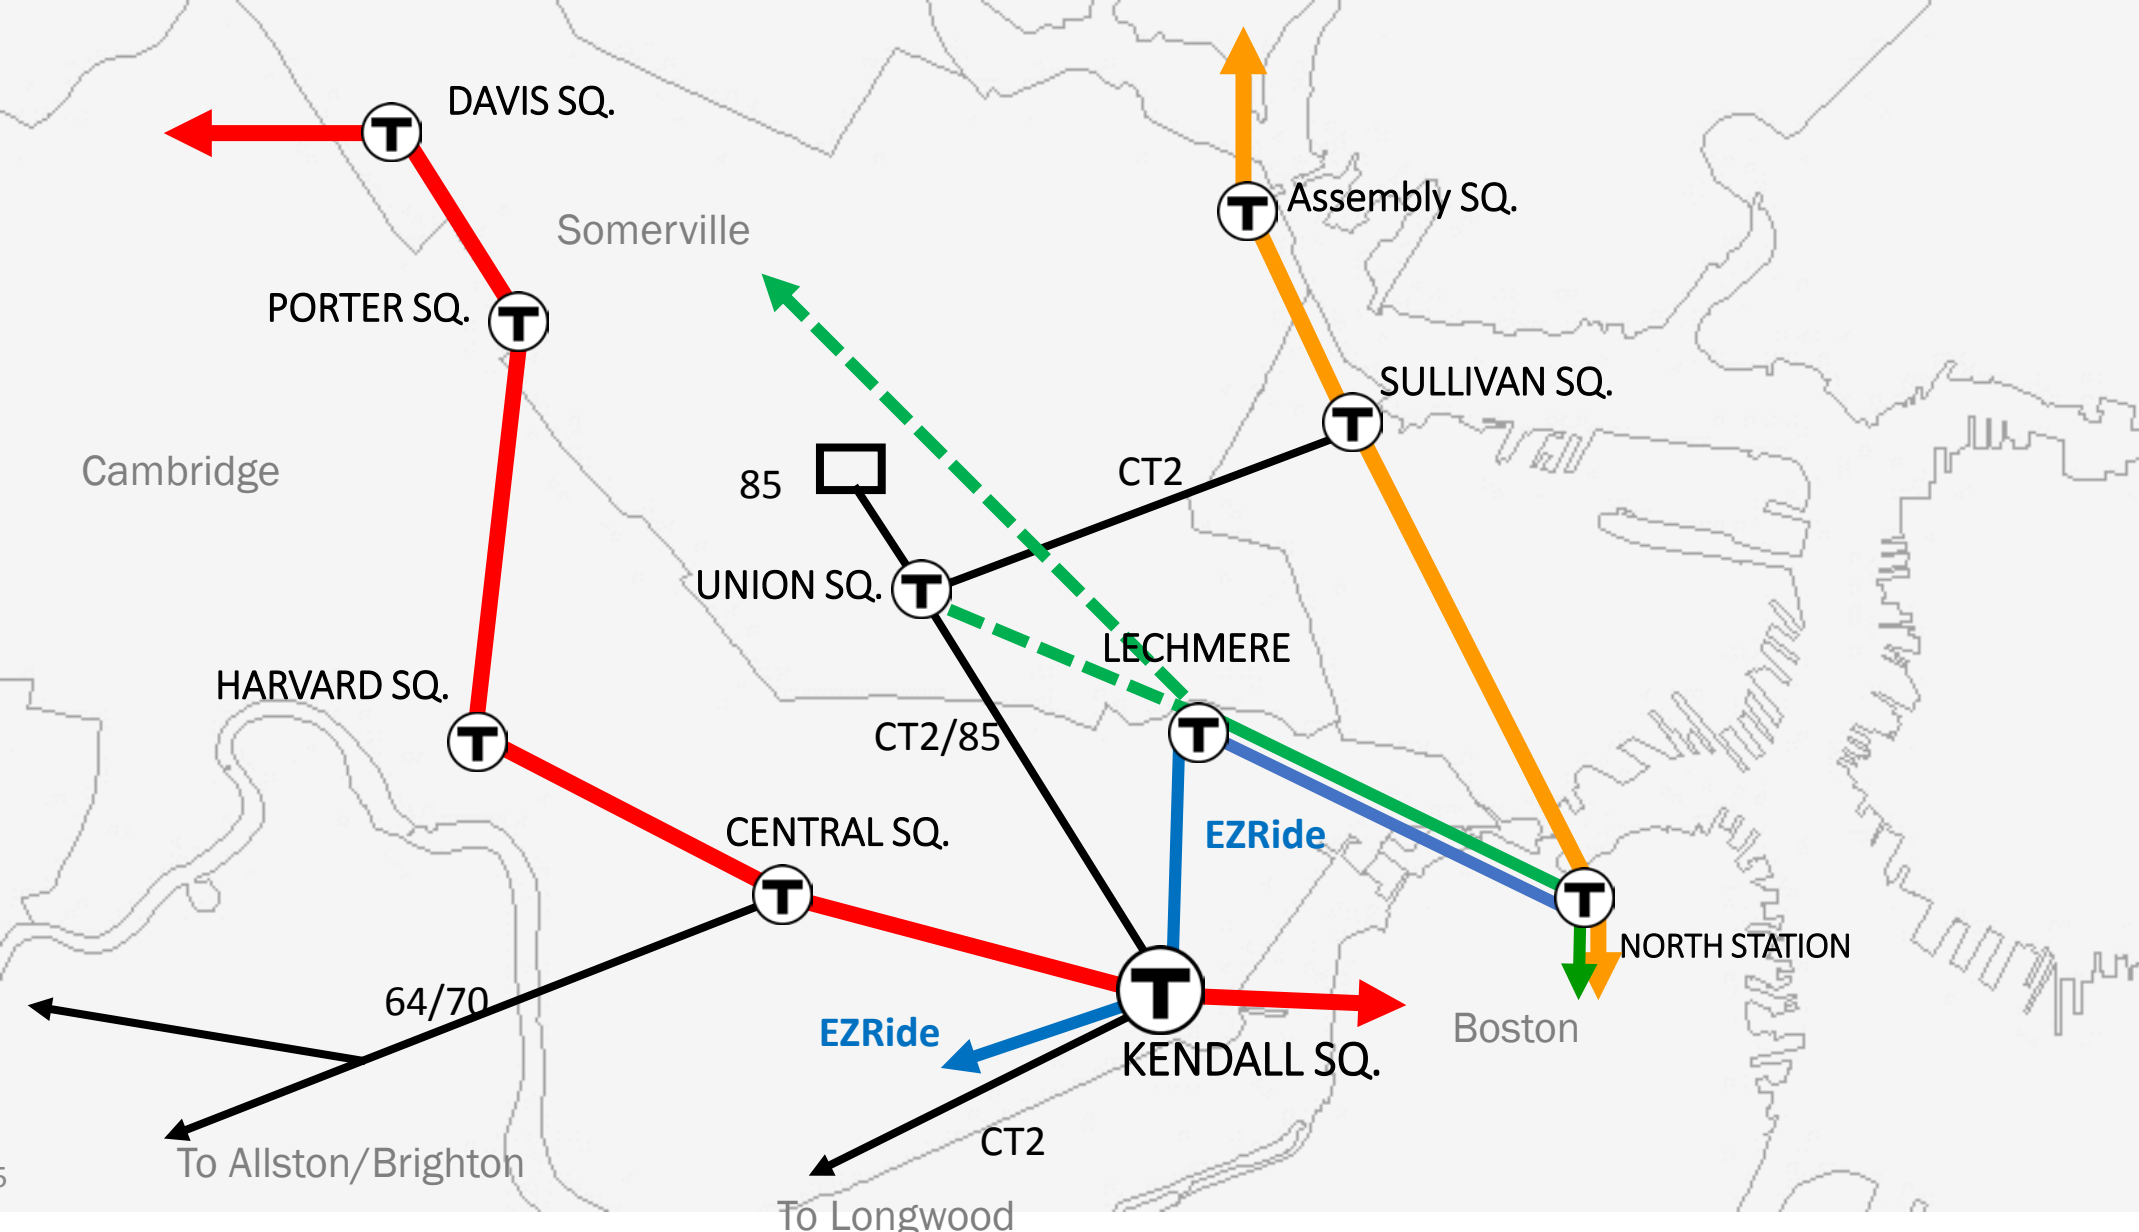 DAVIS SQ.
Assembly SQ.
Somerville
PORTER SQ.
SULLIVAN SQ.
Cambridge
CT2
85
UNION SQ.
LECHMERE
HARVARD SQ.
CT2/85
CENTRAL SQ.
EZRide
NORTH STATION
64/70
EZRide
Boston
KENDALL SQ.
CT2
To Allston/Brighton
To Longwood
T
T
T
T
T
T
T
T
T
T